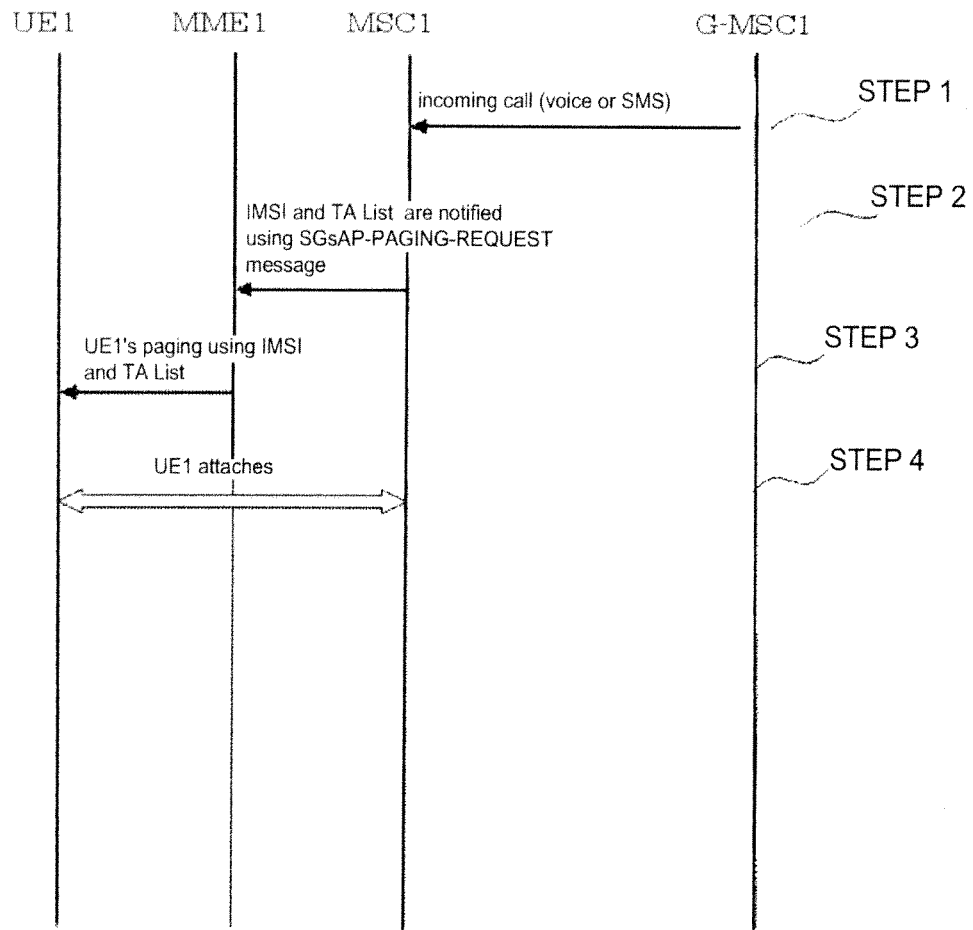 UE1 MME1 MSC1 G-MSC1
incoming call (voice or SMS)
STEP 1
STEP 2
IMSI and TA List are notified
using SGsAP-PAGING-REQUEST
message
STEP 3
UE1's paging using IMSI
and TA List
STEP 4
UE1 attaches